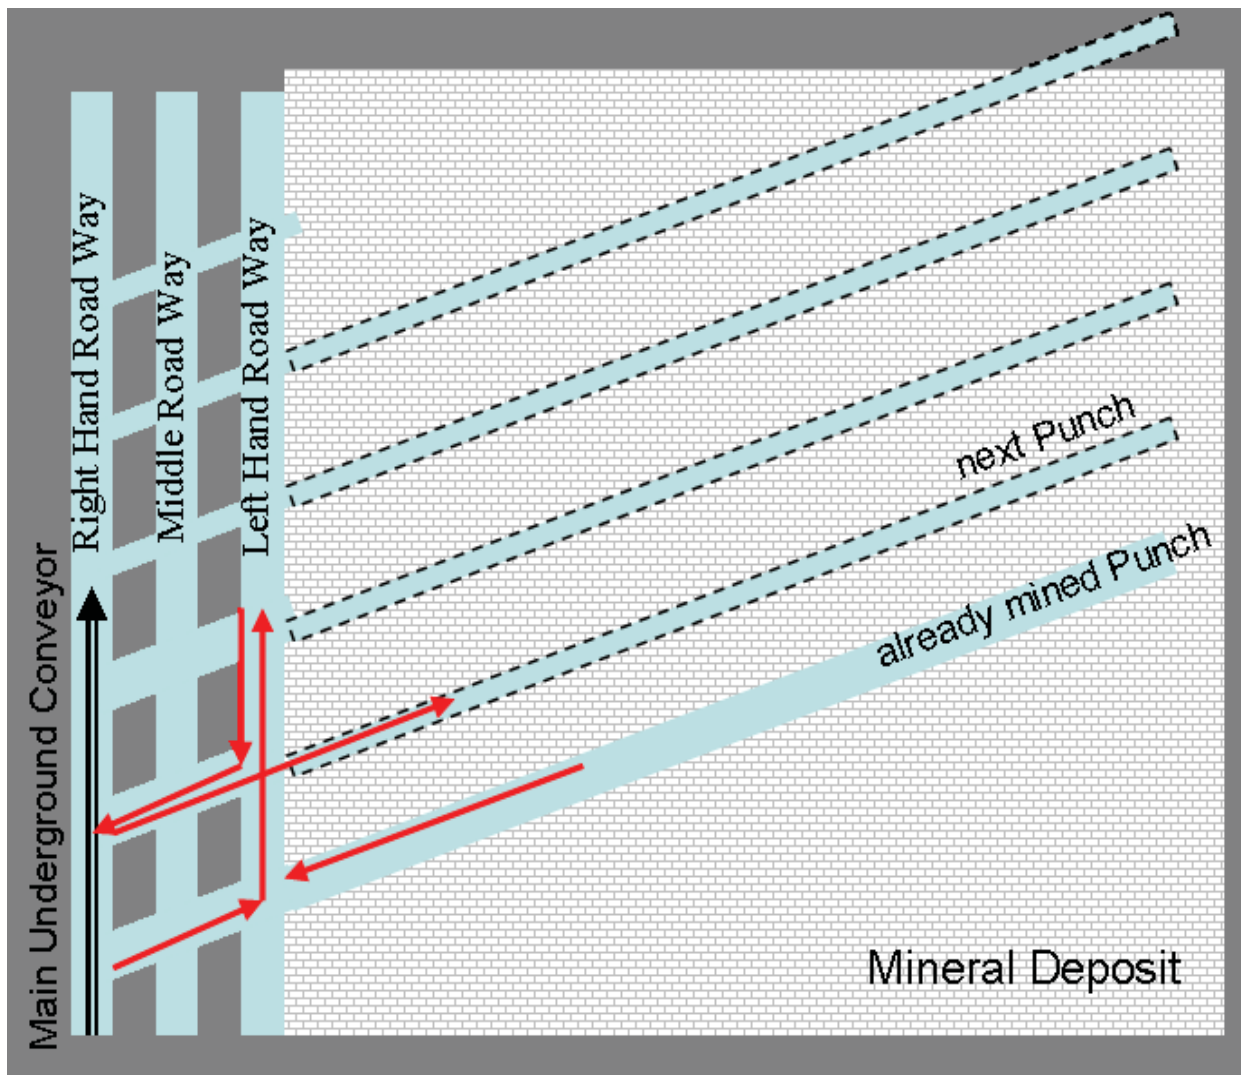 Main Underground Conveyor
Right Hand Road Way
Middle Road Way
Left Hand Road Way
next Punch
already mined Punch
Mineral Deposit